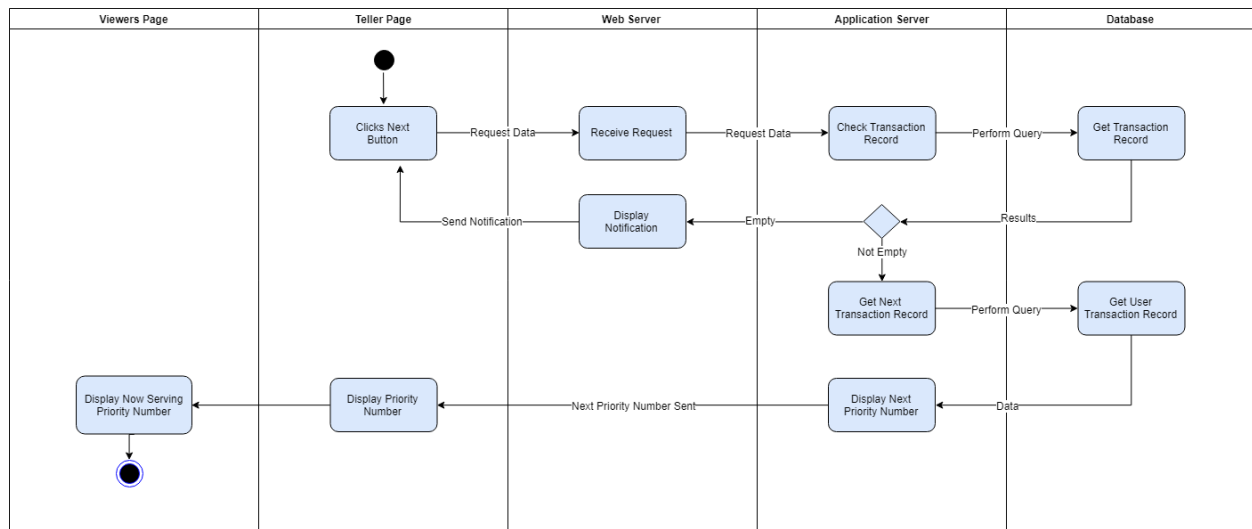 Viewers Page
Teller Page
Web Server
Application Server
Database
Clicks Next
Button
Request Data
Receive Request
Request Data
Check Transaction
Record
Perform Query
Get Transaction
Record
Send Notification
Display
Notification
Empty
Results
Not Empty
Get Next
Transaction Record
Perform Query
Get User
Transaction Record
Display Now Serving
Priority Number
Display Priority
Number
Next Priority Number Sent
Display Next
Priority Number
Data